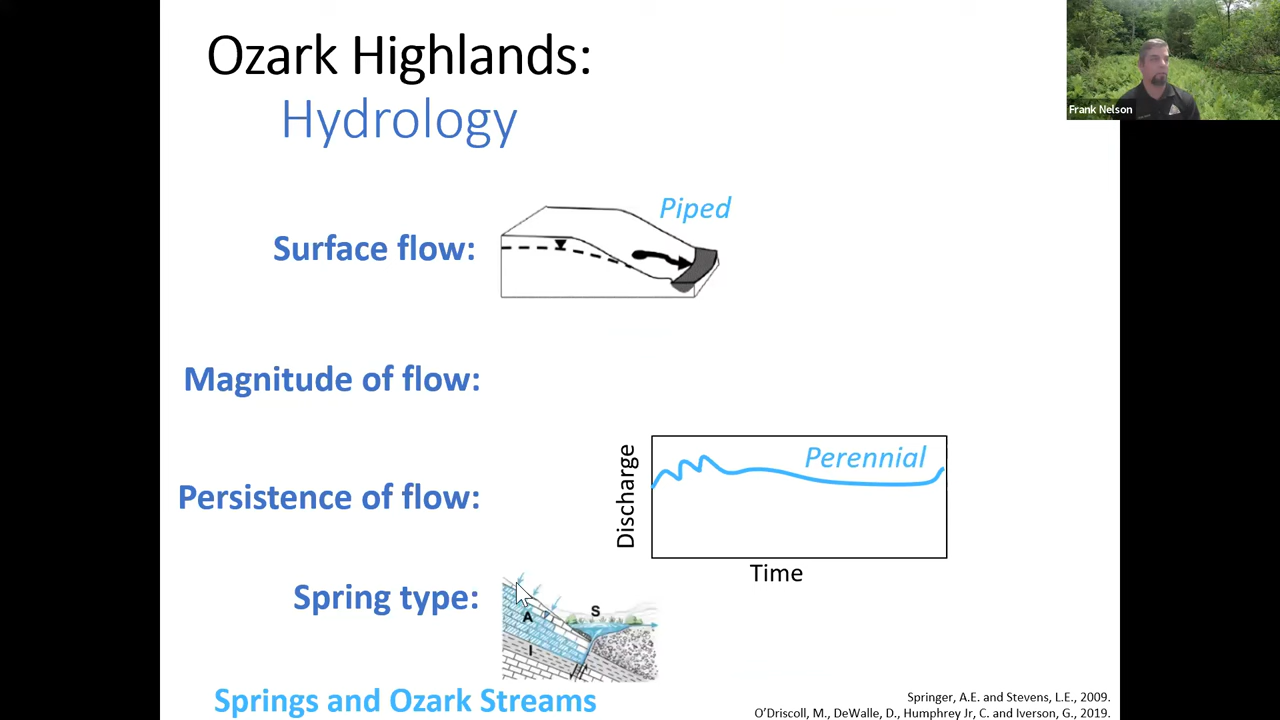 Ozark Highlands:
Hydrology
Frank Nelson
Piped
Surface flow:
Magnitude of flow:
Discharge
Perennial
Persistence of flow:
Time
Spring type:
S
A
I
Springs and Ozark Streams
Springer, A.E. and Stevens, L.E., 2009.
O’Driscoll, M., DeWalle, D., Humphrey Jr, C. and Iverson, G., 2019.